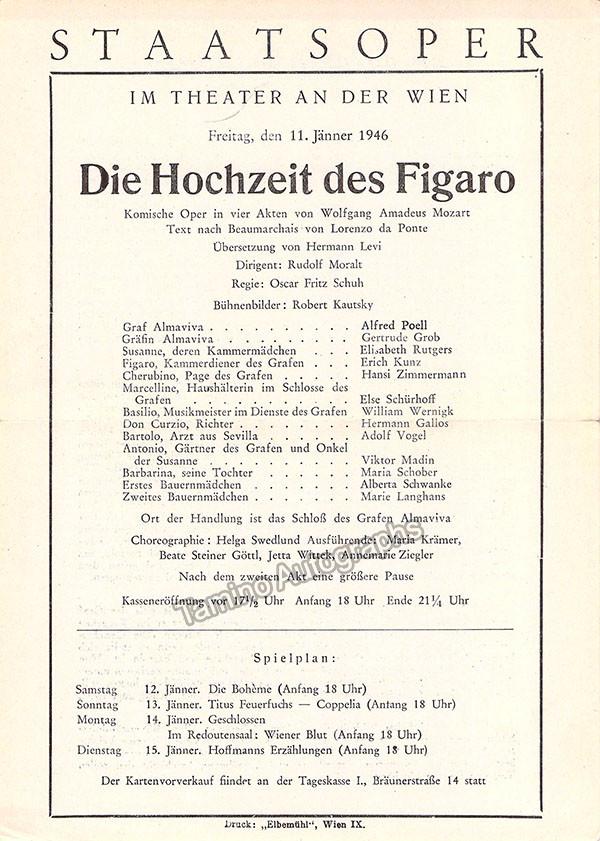 STAATSOPER
IM THEATER AN DER WIEN
Freitag, den 11. Jänner 1946
Die Hochzeit des Figaro
Komische Oper in vier Akten von Wolfgang Amadeus Mozart
Text nach Beaumarchais von Lorenzo da Ponte
Übersetzung von Hermann Levi
Dirigent: Rudolf Moralt
Regie: Oscar Fritz Schuh
Bühnenbilder: Robert Kautsky
Graf Almaviva . . . . . . . . . . Alfred Poell
Gräfin Almaviva . . . . . . . . . Gertrude Grob
Susanne, deren Kammermädchen . . . Elisabeth Rutgers
Figaro, Kammerdiener des Grafen . . . Erich Kunz
Cherubino, Page des Grafen . . . . . Hansi Zimmermann
Marcelline, Haushälterin im Schlosse des
Grafen . . . . . . . . . . . Else Schürhoff
Basilio, Musikmeister im Dienste des Grafen William Wernigk
Don Curzio, Richter . . . . . . . . Hermann Gallos
Bartolo, Arzt aus Sevilla . . . . . . Adolf Vogel
Antonio, Gärtner des Grafen und Onkel
der Susanne . . . . . . . . . Viktor Madin
Barbarina, seine Tochter . . . . . . Maria Schober
Erstes Bauernmädchen . . . . . . . Alberta Schwanke
Zweites Bauernmädchen . . . . . . . Marie Langhans
Ort der Handlung ist das Schloß des Grafen Almaviva
Choreographie: Helga Swedlund Ausführende: Maria Krämer,
Beate Steiner Göttl, Jetta Wittek, Annemarie Ziegler
Nach dem zweiten Akt eine größere Pause
Kasseneröffnung vor 17½ Uhr Anfang 18 Uhr Ende 21¼ Uhr
Tamino Autographs
Spielplan:
Samstag 12. Jänner. Die Bohème (Anfang 18 Uhr)
Sonntag 13. Jänner. Titus Feuerfuchs — Coppelia (Anfang 18 Uhr)
Montag 14. Jänner. Geschlossen
Im Redoutensaal: Wiener Blut (Anfang 18 Uhr)
Dienstag 15. Jänner. Hoffmanns Erzählungen (Anfang 18 Uhr)
Der Kartenvorverkauf fiindet an der Tageskasse I., Bräunerstraße 14 statt
Druck: „Elbemühl“, Wien IX.